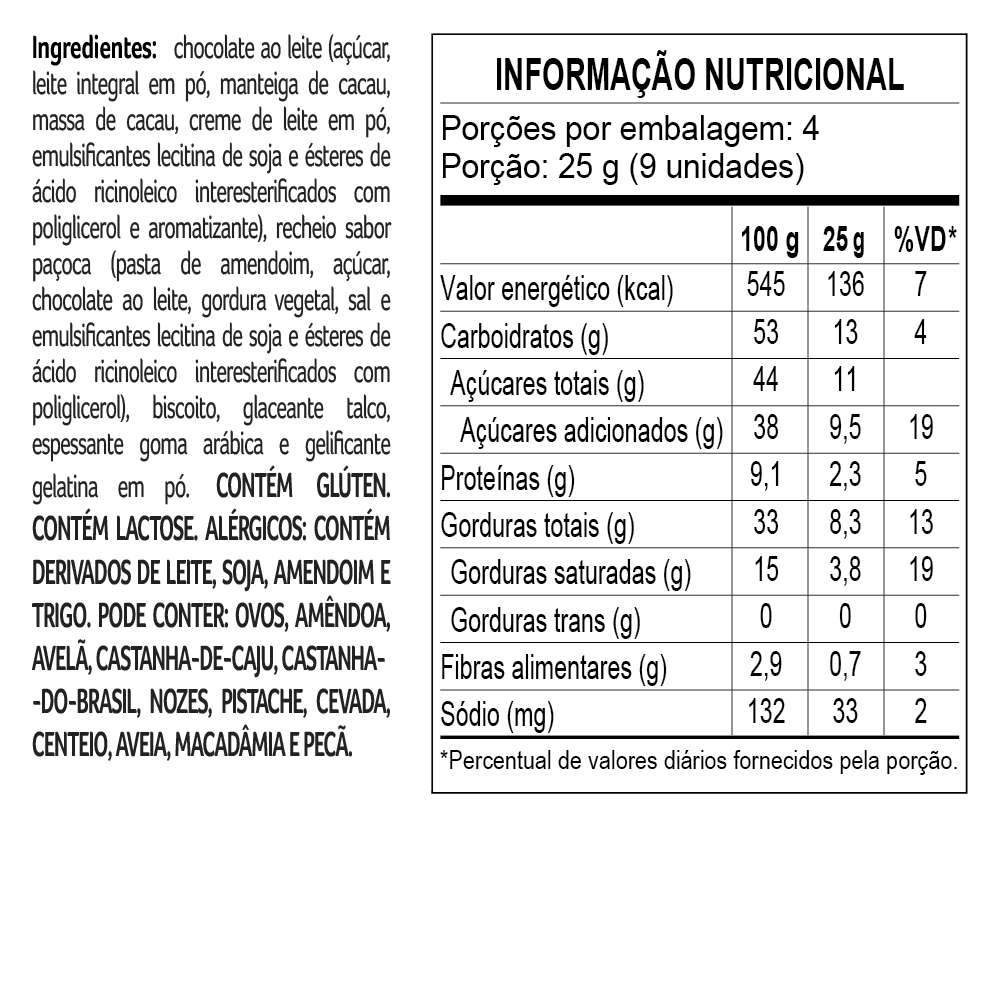 Ingredientes: chocolate ao leite (açúcar,
leite integral em pó, manteiga de cacau,
massa de cacau, creme de leite em pó,
emulsificantes lecitina de soja e ésteres de
ácido ricinoleico interesterificados com
poliglicerol e aromatizante), recheio sabor
paçoca (pasta de amendoim, açúcar,
chocolate ao leite, gordura vegetal, sal e
emulsificantes lecitina de soja e ésteres de
ácido ricinoleico interesterificados com
poliglicerol), biscoito, glaceante talco,
espessante goma arábica e gelificante
gelatina em pó. CONTÉM GLÚTEN.
CONTÉM LACTOSE. ALÉRGICOS: CONTÉM
DERIVADOS DE LEITE, SOJA, AMENDOIM E
TRIGO. PODE CONTER: OVOS, AMÊNDOA,
AVELÃ, CASTANHA-DE-CAJU, CASTANHA-
-DO-BRASIL, NOZES, PISTACHE, CEVADA,
CENTEIO, AVEIA, MACADÂMIA E PECÃ.
INFORMAÇÃO NUTRICIONAL
Porções por embalagem: 4
Porção: 25 g (9 unidades)
100 g 25 g %VD*
Valor energético (kcal) 545 136 7
Carboidratos (g) 53 13 4
Açúcares totais (g) 44 11
Açúcares adicionados (g) 38 9,5 19
Proteínas (g) 9,1 2,3 5
Gorduras totais (g) 33 8,3 13
Gorduras saturadas (g) 15 3,8 19
Gorduras trans (g) 0 0 0
Fibras alimentares (g) 2,9 0,7 3
Sódio (mg) 132 33 2
*Percentual de valores diários fornecidos pela porção.